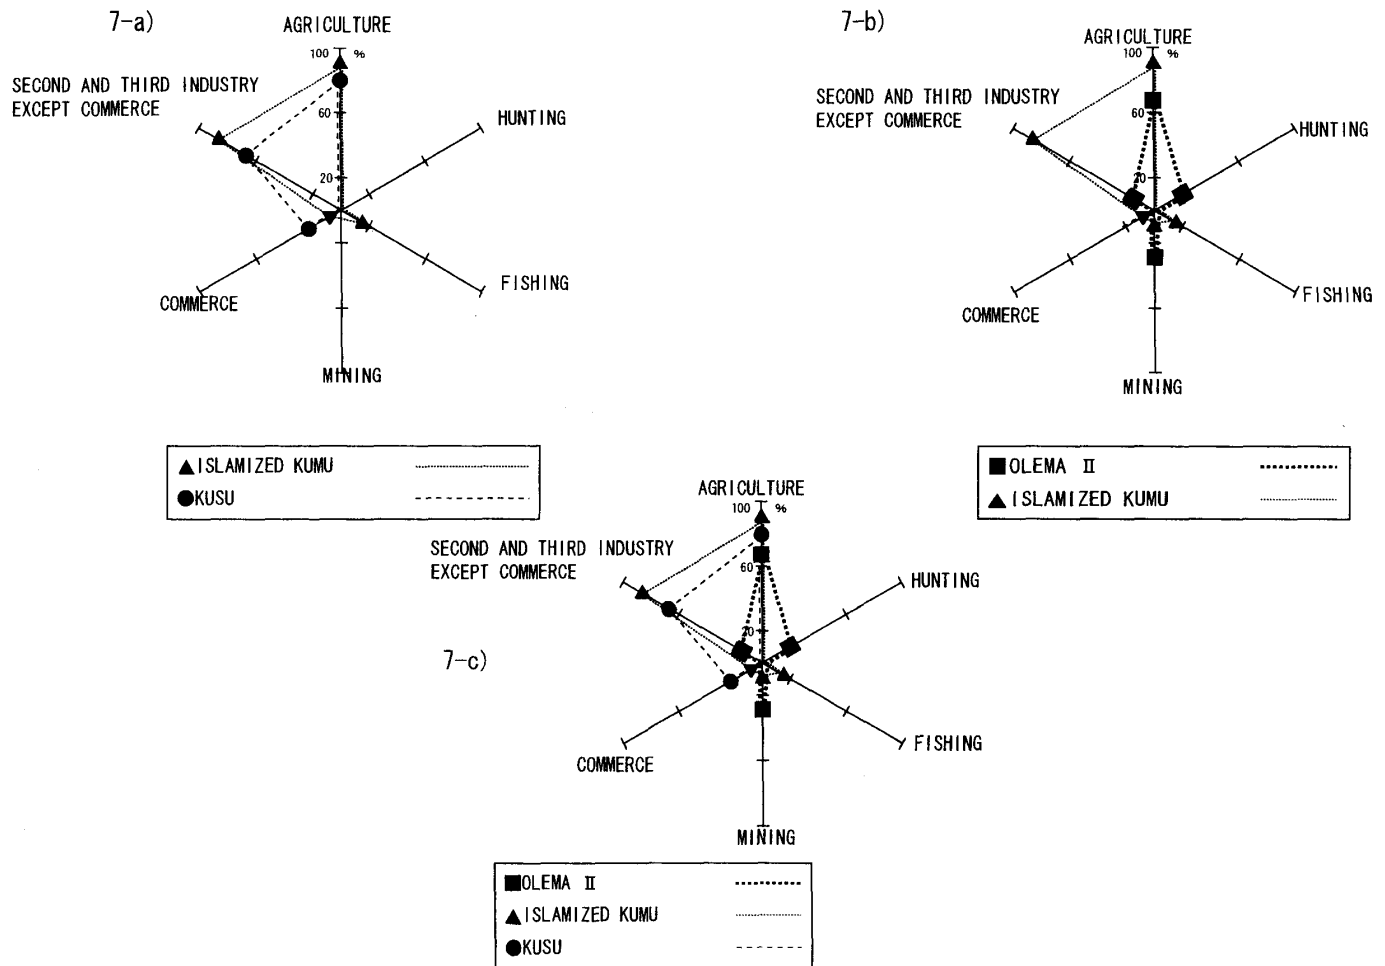 7-a)
AGRICULTURE
100 %
SECOND AND THIRD INDUSTRY
EXCEPT COMMERCE
60
HUNTING
20
FISHING
COMMERCE
MINING
ISLAMIZED KUMU
KUSU
7-b)
AGRICULTURE
100 %
SECOND AND THIRD INDUSTRY
EXCEPT COMMERCE
60
HUNTING
20
FISHING
COMMERCE
MINING
OLEMA II
ISLAMIZED KUMU
7-c)
AGRICULTURE
100 %
SECOND AND THIRD INDUSTRY
EXCEPT COMMERCE
60
HUNTING
20
FISHING
COMMERCE
MINING
OLEMA II
ISLAMIZED KUMU
KUSU